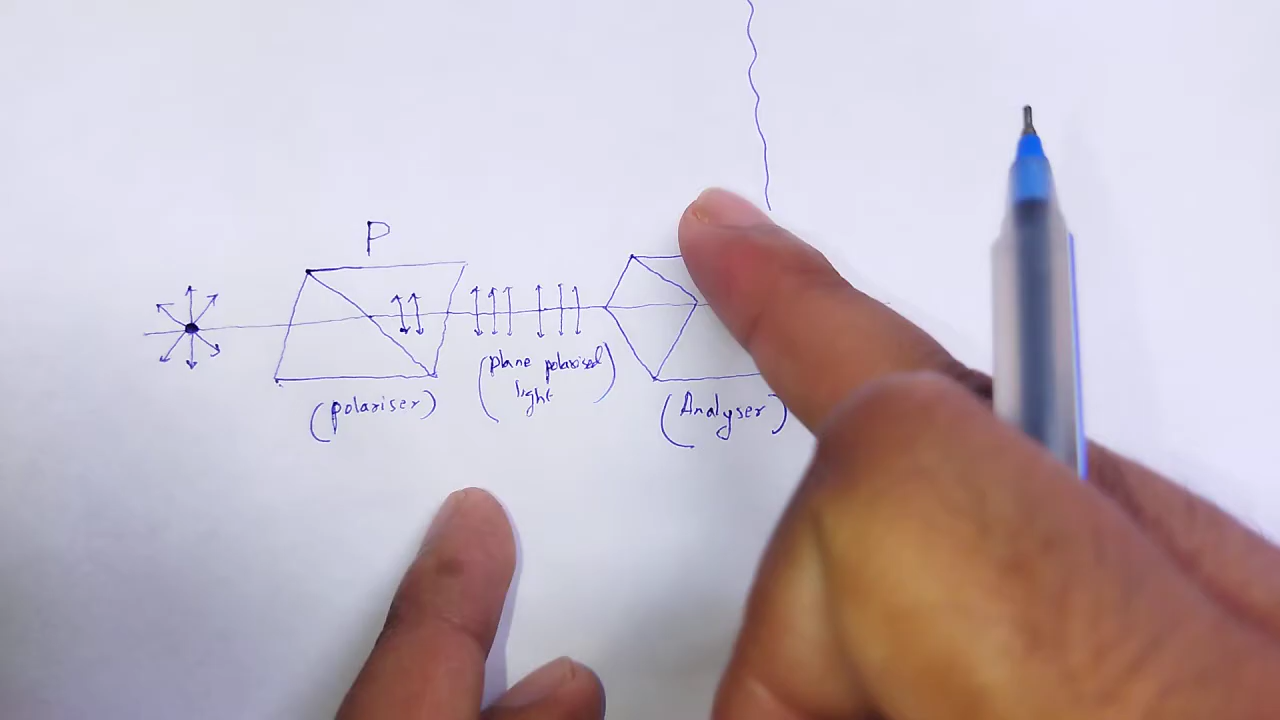 P
(polariser)
(plane polarised
light)
(Analyser)